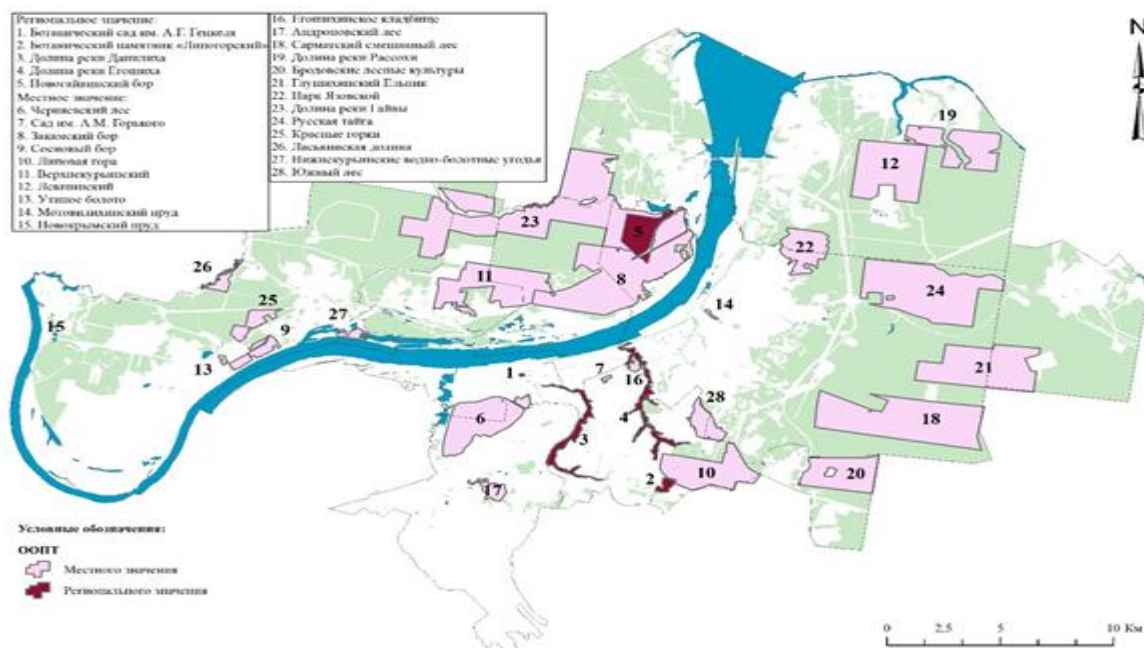 Региональное значение:
1. Ботанический сад им. А.Г. Генкеля
2. Ботанический памятник «Липогорский»
3. Долина реки Данилиха
4. Долина реки Егошиха
5. Новогайвинский бор
Местное значение:
6. Черняевский лес
7. Сад им. А.М. Горького
8. Закамский бор
9. Сосновый бор
10. Липовая гора
11. Верхнекурьинский
12. Левшинский
13. Утиное болото
14. Мотовилихинский пруд
15. Новокрымский пруд
16. Егошихинское кладбище
17. Андроновский лес
18. Сарматский смешанный лес
19. Долина реки Рассохи
20. Бродовские лесные культуры
21. Глушихинский Ельник
22. Парк Язовской
23. Долина реки Гайвы
24. Русская тайга
25. Красные горки
26. Ласьвинская долина
27. Нижнекурьинские водно-болотные угодья
28. Южный лес
N
19
12
5
23
22
8
11
26
24
25
14
27
15
9
13
21
7
1
16
28
6
4
18
3
10
20
2
17
Условные обозначения:
ООПТ
Местного значения
Регионального значения
0 2,5 5 10 Км